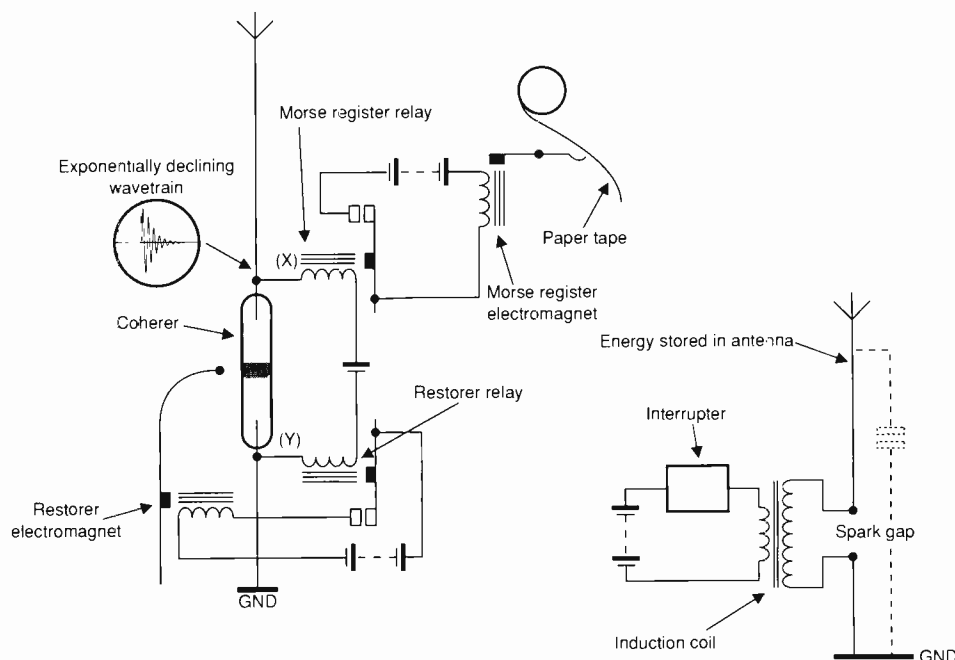 Morse register relay
Exponentially declining
wavetrain
(X)
Paper tape
Morse register
electromagnet
Coherer
Energy stored in antenna
Restorer relay
Interrupter
(Y)
Restorer
electromagnet
Spark gap
GND
Induction coil
GND